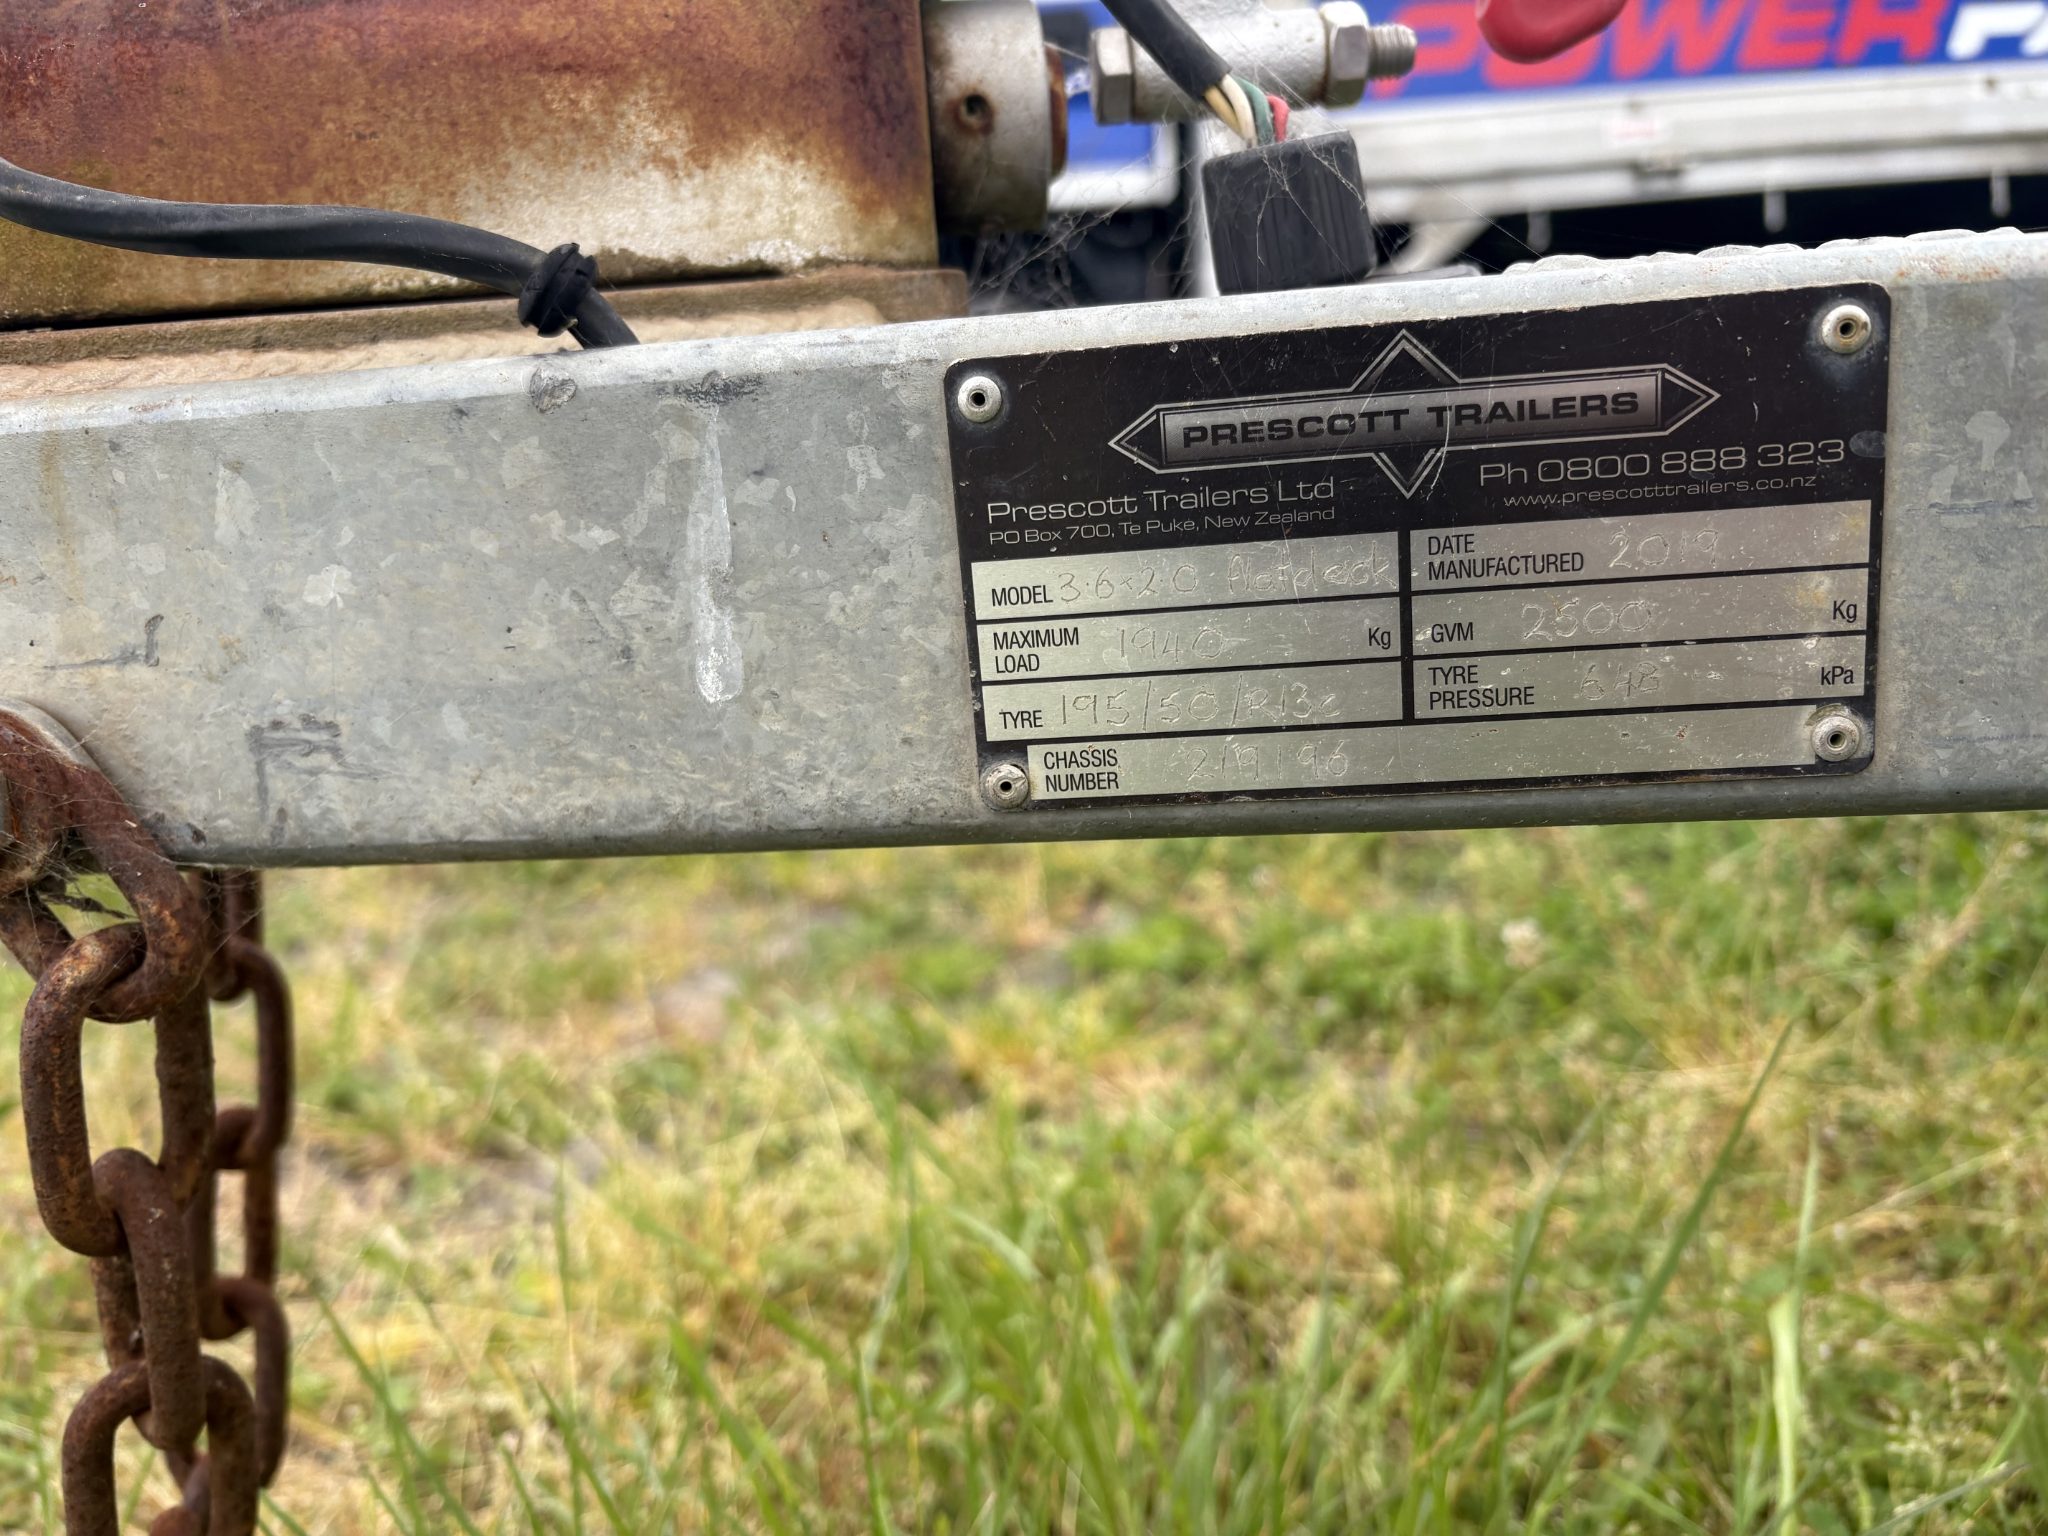 POWERFA
PRESCOTT TRAILERS
Prescott Trailers Ltd
PO Box 700, Te Puke, New Zealand
Ph 0800 888 323
www.prescotttrailers.co.nz
MODEL 3.6x2.0 flatdeck
DATE MANUFACTURED 2019
MAXIMUM LOAD 1940 Kg
GVM 2500 Kg
TYRE 195/50/R13c
TYRE PRESSURE 648 kPa
CHASSIS NUMBER 219196